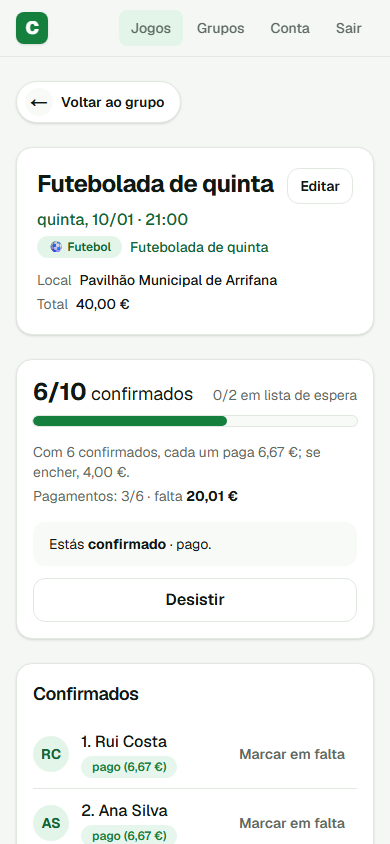 C
Jogos
Grupos
Conta
Sair
← Voltar ao grupo
Futebolada de quinta
Editar
quinta, 10/01 · 21:00
Futebol
Futebolada de quinta
Local Pavilhão Municipal de Arrifana
Total 40,00 €
6/10 confirmados
0/2 em lista de espera
Com 6 confirmados, cada um paga 6,67 €; se
encher, 4,00 €.
Pagamentos: 3/6 · falta 20,01 €
Estás confirmado · pago.
Desistir
Confirmados
RC
1. Rui Costa
pago (6,67 €)
Marcar em falta
AS
2. Ana Silva
pago (6,67 €)
Marcar em falta